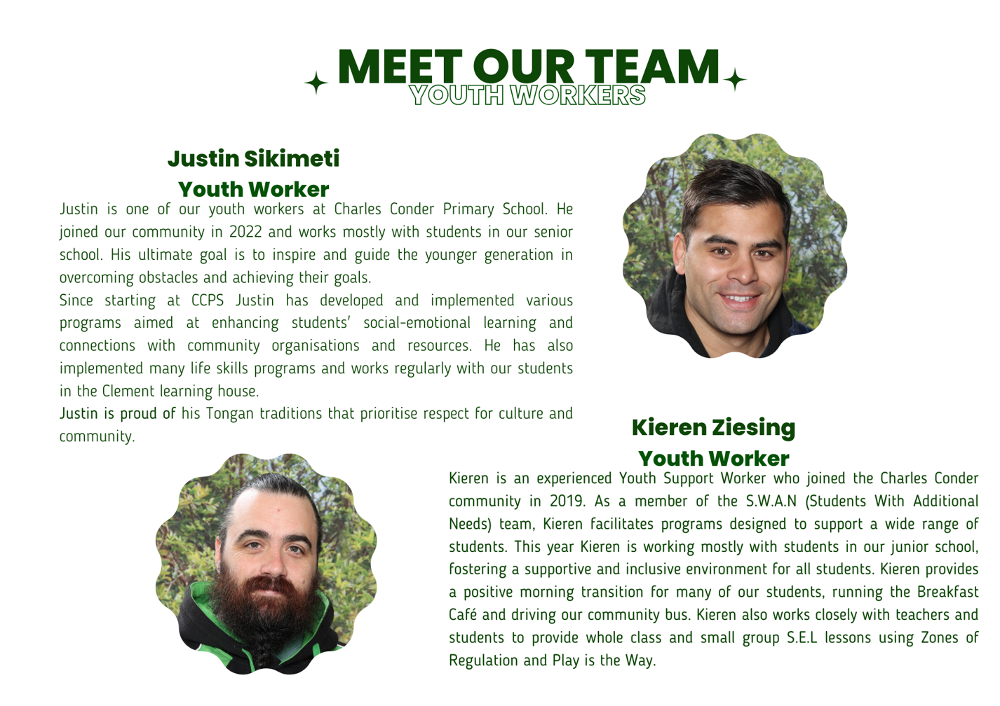 MEET OUR TEAM
YOUTH WORKERS
Justin Sikimeti
Youth Worker
Justin is one of our youth workers at Charles Conder Primary School. He
joined our community in 2022 and works mostly with students in our senior
school. His ultimate goal is to inspire and guide the younger generation in
overcoming obstacles and achieving their goals.
Since starting at CCPS Justin has developed and implemented various
programs aimed at enhancing students' social-emotional learning and
connections with community organisations and resources. He has also
implemented many life skills programs and works regularly with our students
in the Clement learning house.
Justin is proud of his Tongan traditions that prioritise respect for culture and
community.
Kieren Ziesing
Youth Worker
Kieren is an experienced Youth Support Worker who joined the Charles Conder
community in 2019. As a member of the S.W.A.N (Students With Additional
Needs) team, Kieren facilitates programs designed to support a wide range of
students. This year Kieren is working mostly with students in our junior school,
fostering a supportive and inclusive environment for all students. Kieren provides
a positive morning transition for many of our students, running the Breakfast
Café and driving our community bus. Kieren also works closely with teachers and
students to provide whole class and small group S.E.L lessons using Zones of
Regulation and Play is the Way.